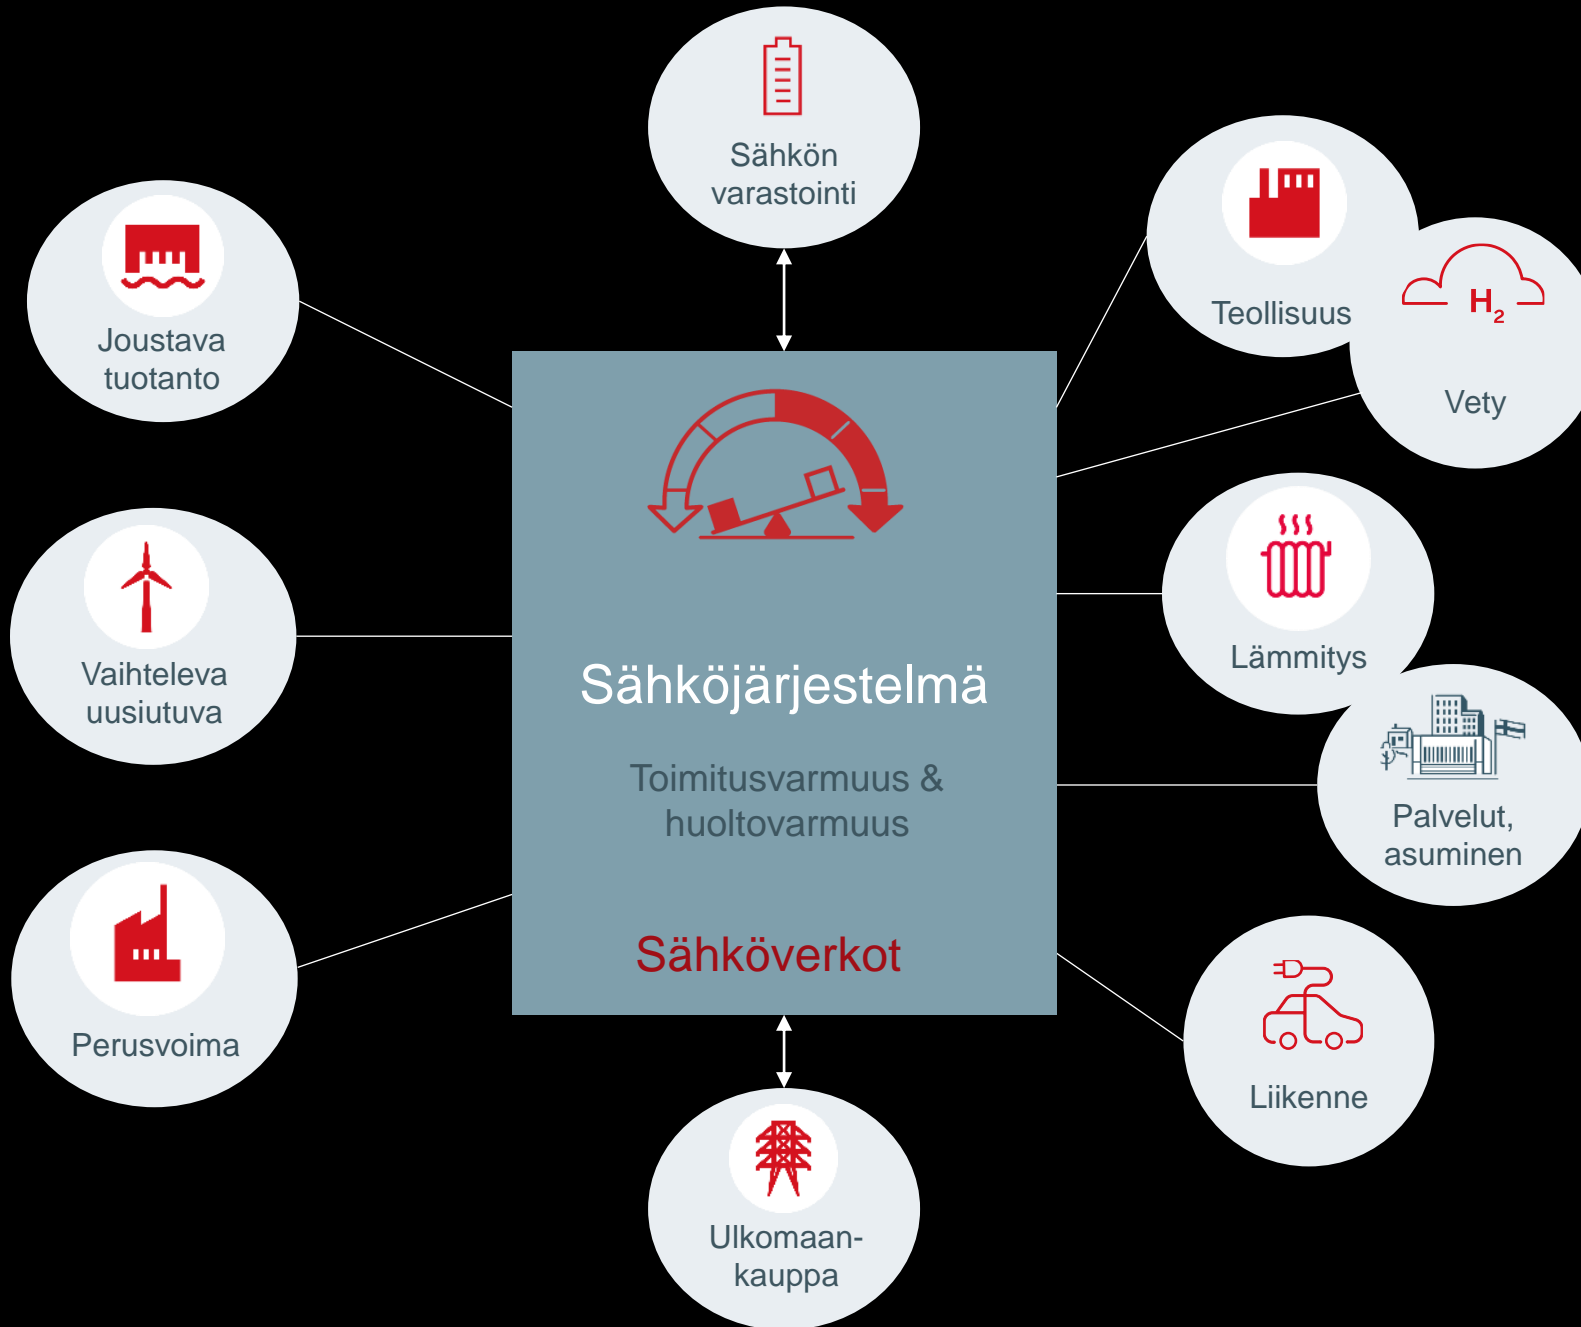 Sähkön
varastointi
Joustava
tuotanto
Vaihteleva
uusiutuva
Perusvoima
Sähköjärjestelmä
Toimitusvarmuus &
huoltovarmuus
Sähköverkot
Teollisuus
H₂
Vety
Lämmitys
Palvelut,
asuminen
Liikenne
Ulkomaan-
kauppa